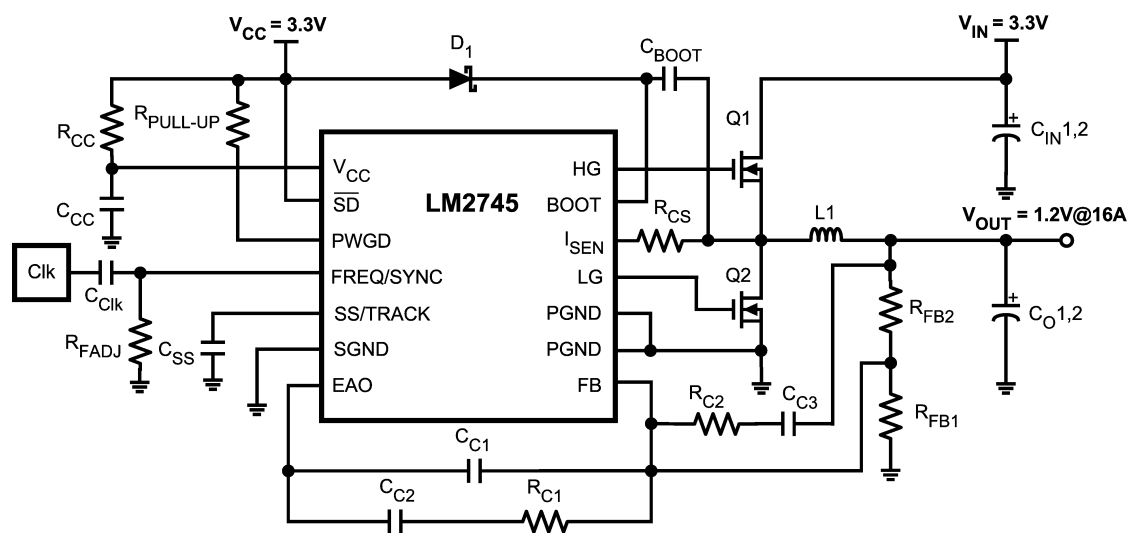 VCC = 3.3V
VIN = 3.3V
D1
CBOOT
RCC
RPULL-UP
Q1
CIN1,2
CCC
LM2745
VCC
SD
PWGD
FREQ/SYNC
SS/TRACK
SGND
EAO
HG
BOOT
ISEN
LG
PGND
PGND
FB
RCS
L1
VOUT = 1.2V@16A
Q2
Clk
CClk
RFADJ
CSS
RFB2
CO1,2
RC2
CC3
RFB1
CC1
CC2
RC1